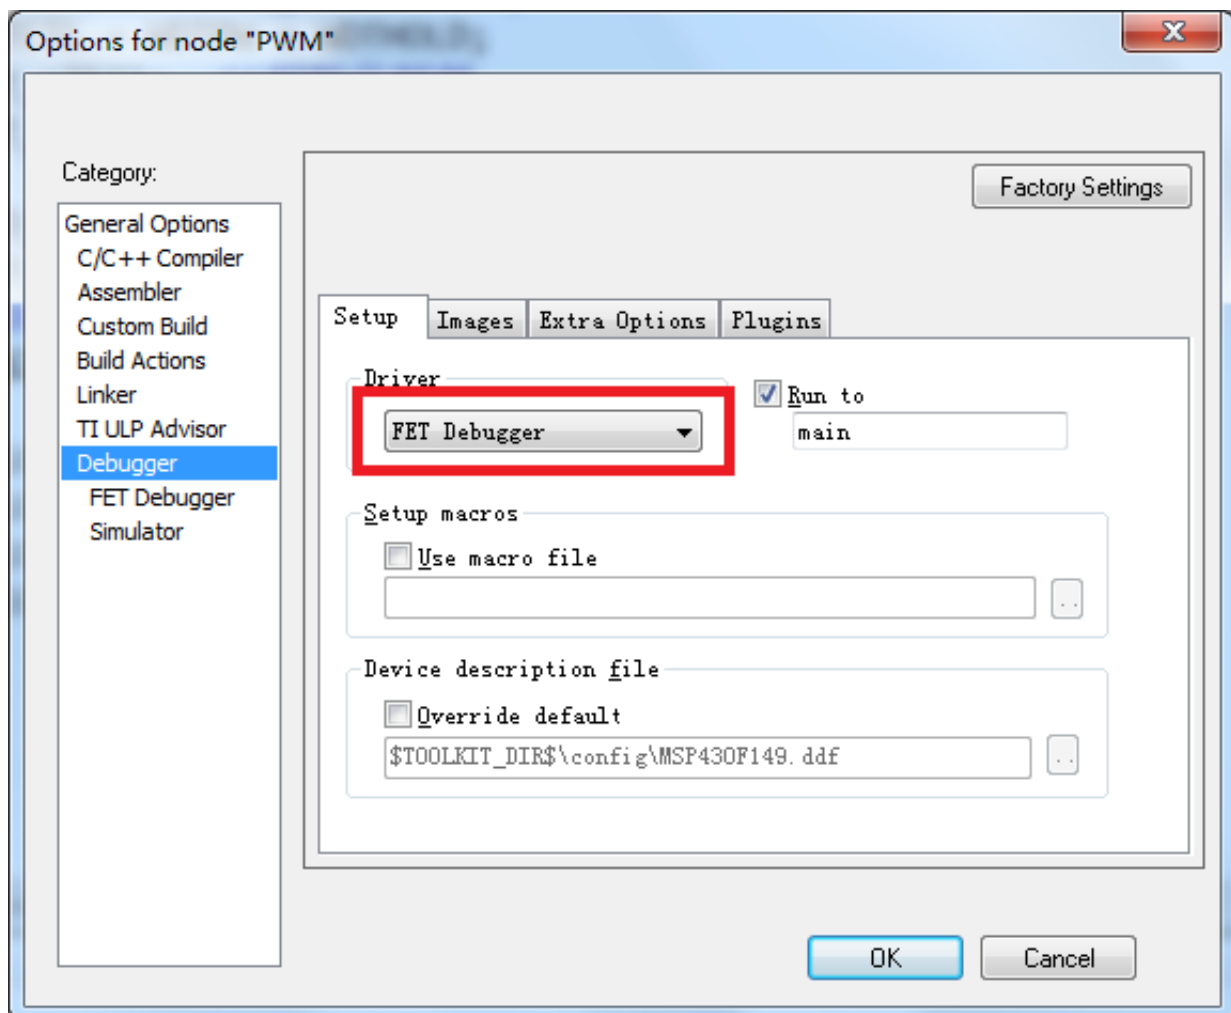 Options for node "PWM"
Category:
General Options
C/C++ Compiler
Assembler
Custom Build
Build Actions
Linker
TI ULP Advisor
Debugger
FET Debugger
Simulator
Factory Settings
Setup Images Extra Options Plugins
Driver
FET Debugger
Run to
main
Setup macros
Use macro file
..
Device description file
Override default
$TOOLKIT_DIR$\config\MSP430F149.ddf
..
OK Cancel